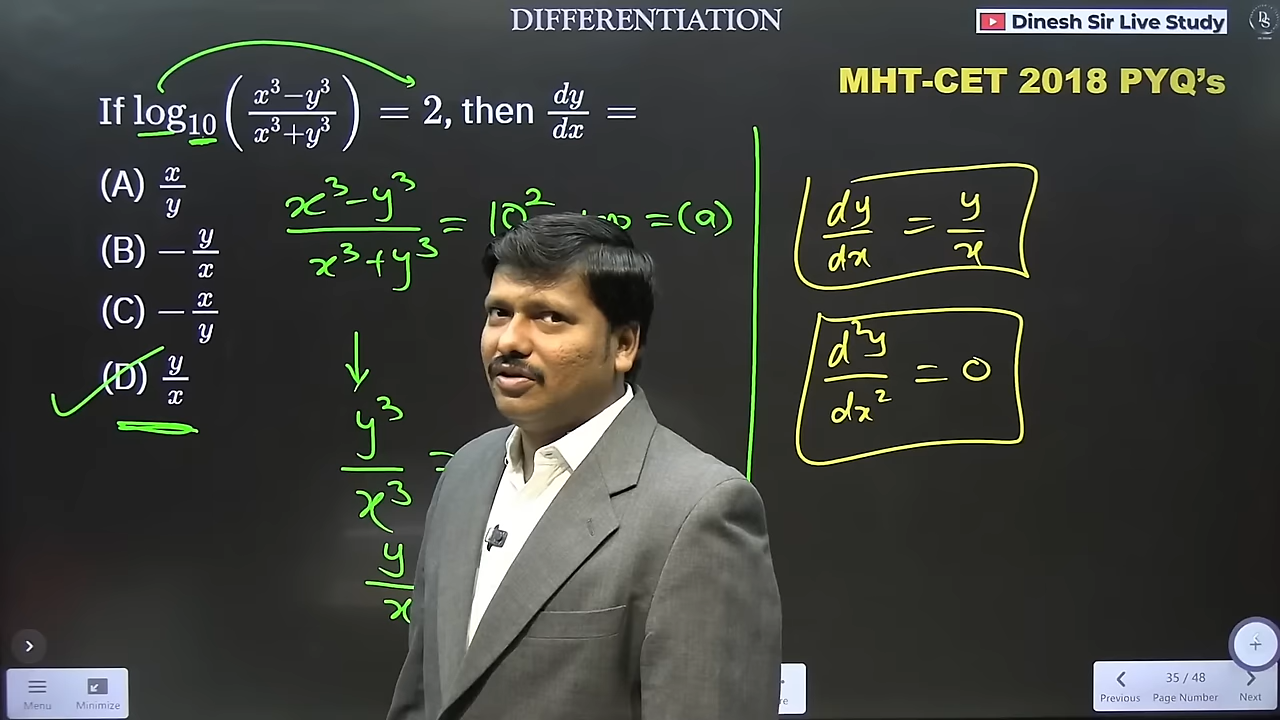 DIFFERENTIATION
Dinesh Sir Live Study
DS
MHT-CET 2018 PYQ's
If log₁₀((x³−y³)/(x³+y³)) = 2, then dy/dx =
(A) x/y
(B) − y/x
(C) − x/y
(D) y/x
(x³−y³)/(x³+y³) = 10² = (a)
↓
y³/x³ =
y/x
dy/dx = y/x
d²y/dx² = 0
Menu
Minimize
35 / 48
Previous
Page Number
Next